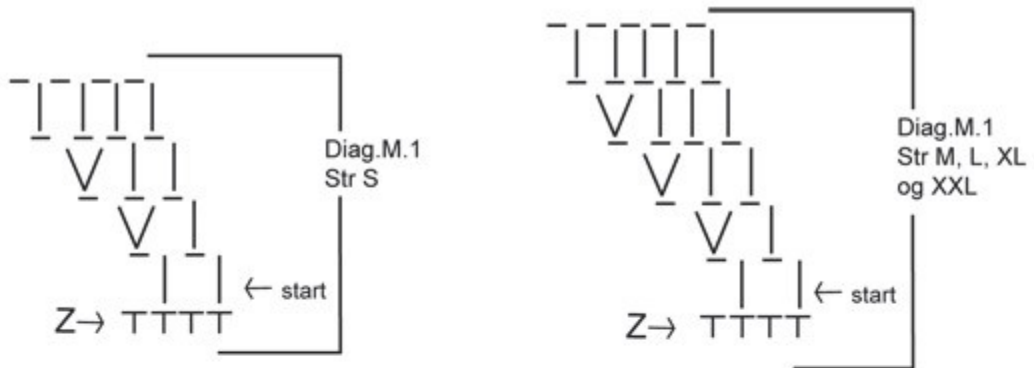 Diag.M.1
Str S
← start
Z→
Diag.M.1
Str M, L, XL
og XXL
← start
Z→